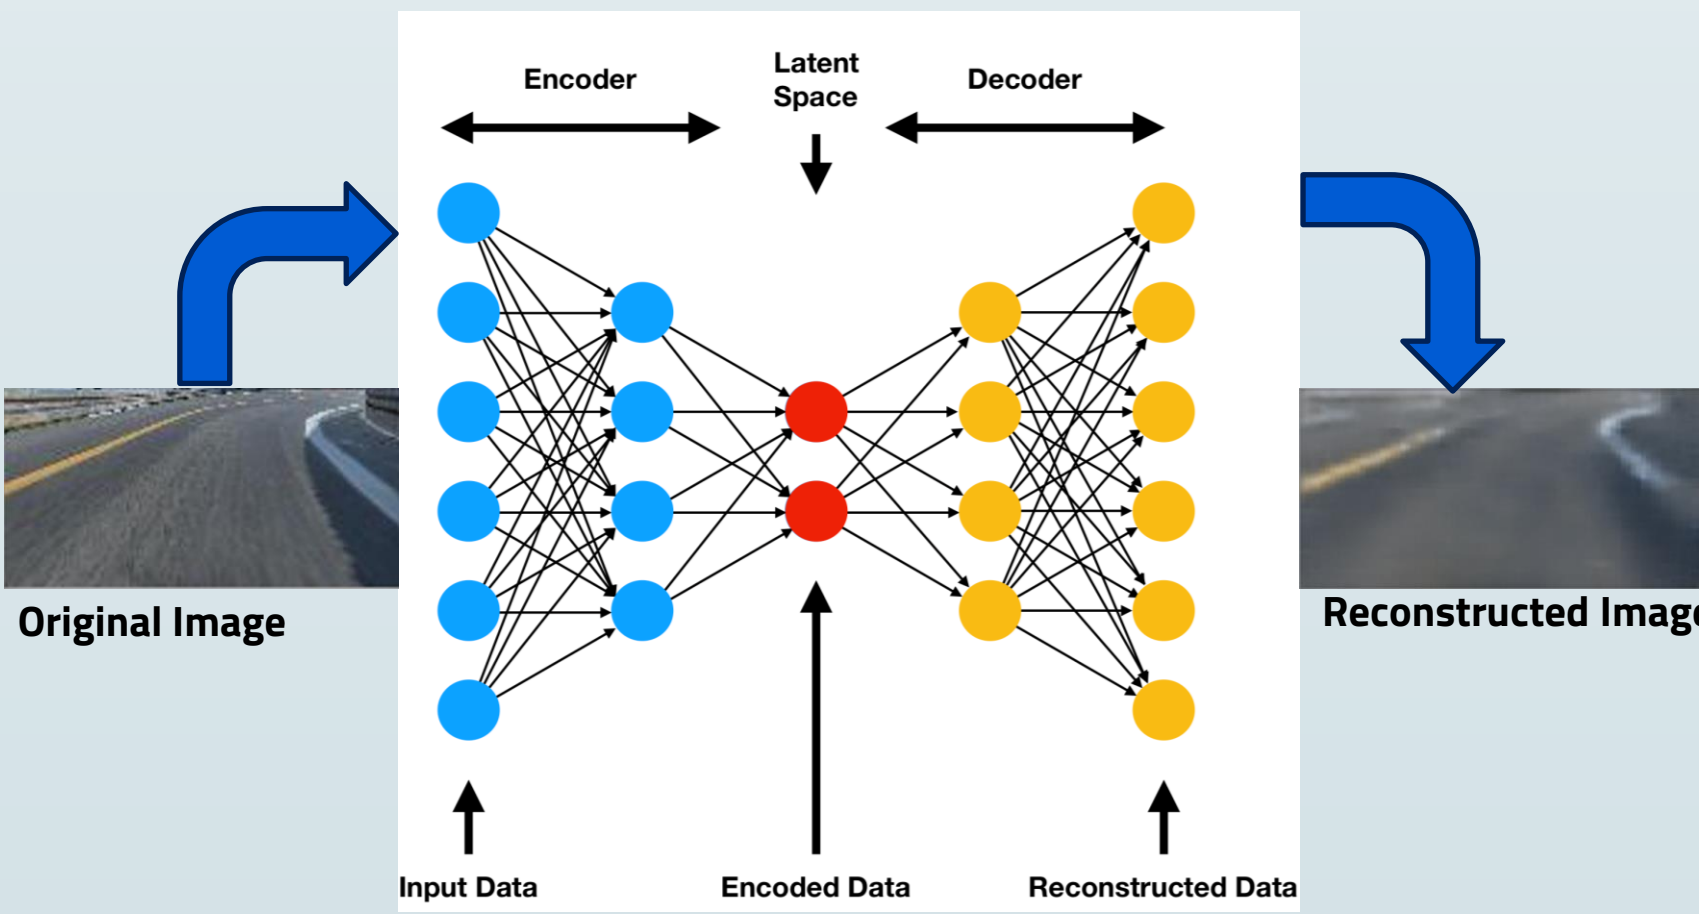 Encoder
Latent
Space
Decoder
Original Image
Reconstructed Image
Input Data
Encoded Data
Reconstructed Data